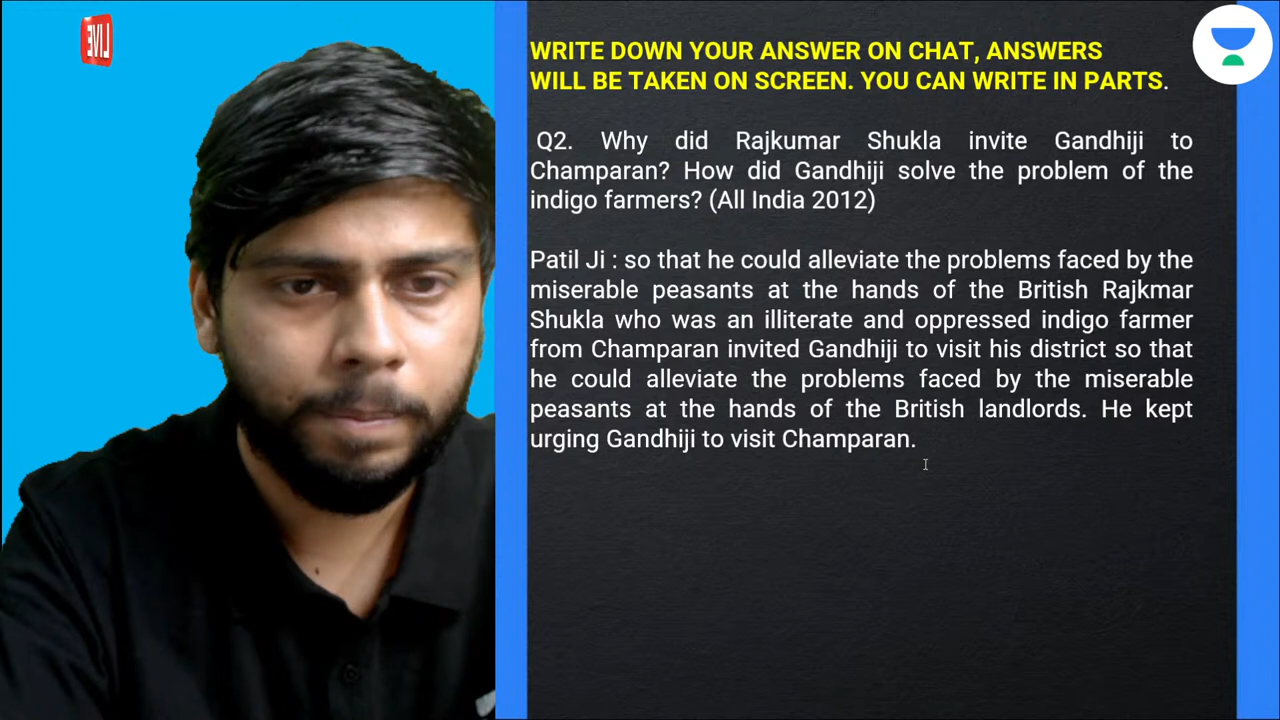 LIVE
WRITE DOWN YOUR ANSWER ON CHAT, ANSWERS
WILL BE TAKEN ON SCREEN. YOU CAN WRITE IN PARTS.
Q2. Why did Rajkumar Shukla invite Gandhiji to
Champaran? How did Gandhiji solve the problem of the
indigo farmers? (All India 2012)
Patil Ji : so that he could alleviate the problems faced by the
miserable peasants at the hands of the British Rajkmar
Shukla who was an illiterate and oppressed indigo farmer
from Champaran invited Gandhiji to visit his district so that
he could alleviate the problems faced by the miserable
peasants at the hands of the British landlords. He kept
urging Gandhiji to visit Champaran.